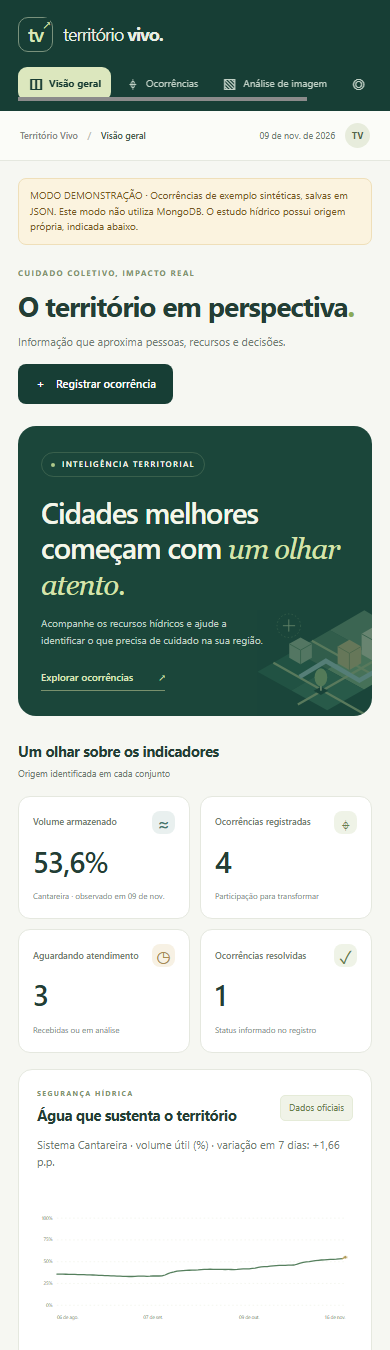 tv território vivo.
Visão geral Ocorrências Análise de imagem
Território Vivo / Visão geral 09 de nov. de 2026 TV
MODO DEMONSTRAÇÃO · Ocorrências de exemplo sintéticas, salvas em
JSON. Este modo não utiliza MongoDB. O estudo hídrico possui origem
própria, indicada abaixo.
CUIDADO COLETIVO, IMPACTO REAL
O território em perspectiva.
Informação que aproxima pessoas, recursos e decisões.
+ Registrar ocorrência
INTELIGÊNCIA TERRITORIAL
Cidades melhores
começam com um olhar
atento.
Acompanhe os recursos hídricos e ajude a
identificar o que precisa de cuidado na sua região.
Explorar ocorrências ↗
Um olhar sobre os indicadores
Origem identificada em cada conjunto
Volume armazenado
53,6%
Cantareira · observado em 09 de nov.
Ocorrências registradas
4
Participação para transformar
Aguardando atendimento
3
Recebidas ou em análise
Ocorrências resolvidas
1
Status informado no registro
SEGURANÇA HÍDRICA
Água que sustenta o território
Dados oficiais
Sistema Cantareira · volume útil (%) · variação em 7 dias: +1,66
p.p.
100%
75%
50%
25%
0%
06 de ago. 07 de set. 09 de out. 16 de nov.